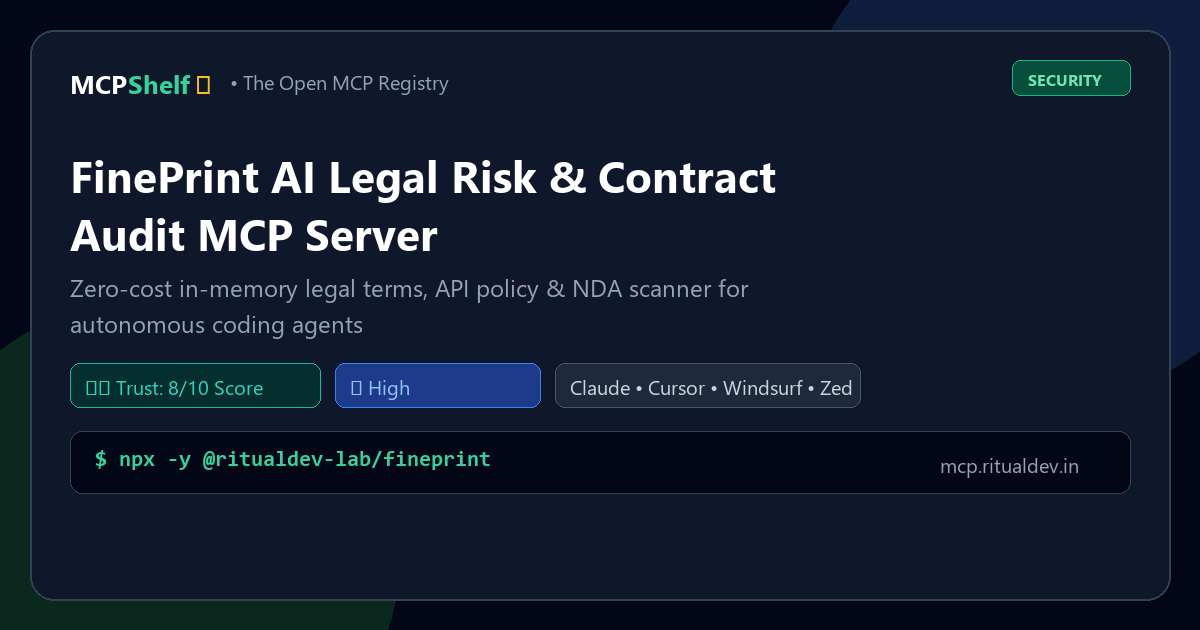 MCPShelf • The Open MCP Registry
SECURITY
FinePrint AI Legal Risk & Contract
Audit MCP Server
Zero-cost in-memory legal terms, API policy & NDA scanner for
autonomous coding agents
Trust: 8/10 Score
High
Claude • Cursor • Windsurf • Zed
$ npx -y @ritualdev-lab/fineprint
mcp.ritualdev.in